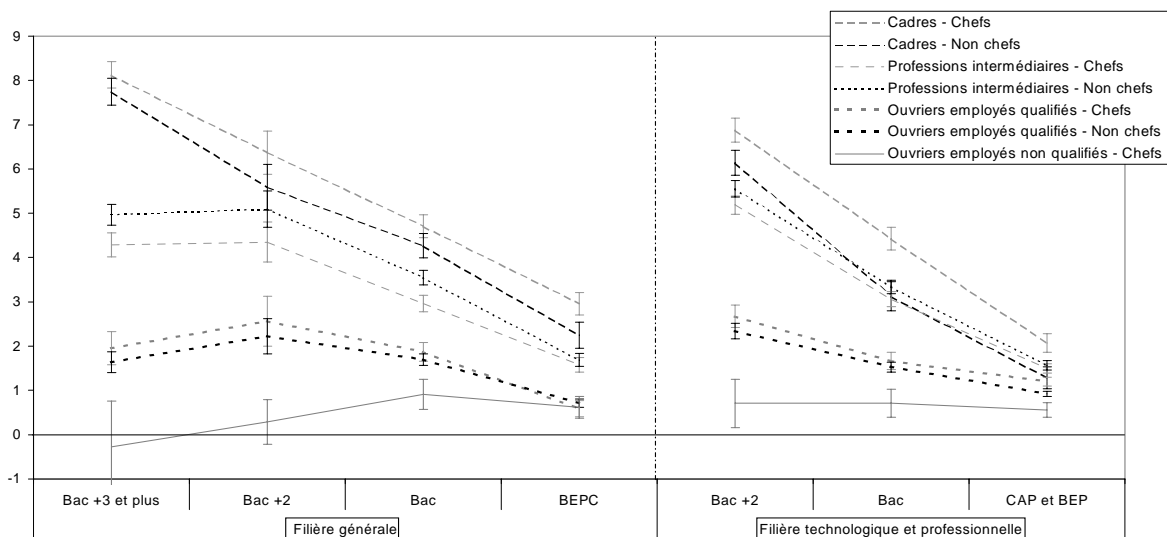 Cadres - Chefs
Cadres - Non chefs
Professions intermédiaires - Chefs
Professions intermédiaires - Non chefs
Ouvriers employés qualifiés - Chefs
Ouvriers employés qualifiés - Non chefs
Ouvriers employés non qualifiés - Chefs
9
8
7
6
5
4
3
2
1
0
-1
Bac +3 et plus Bac +2 Bac BEPC Bac +2 Bac CAP et BEP
Filière générale Filière technologique et professionnelle